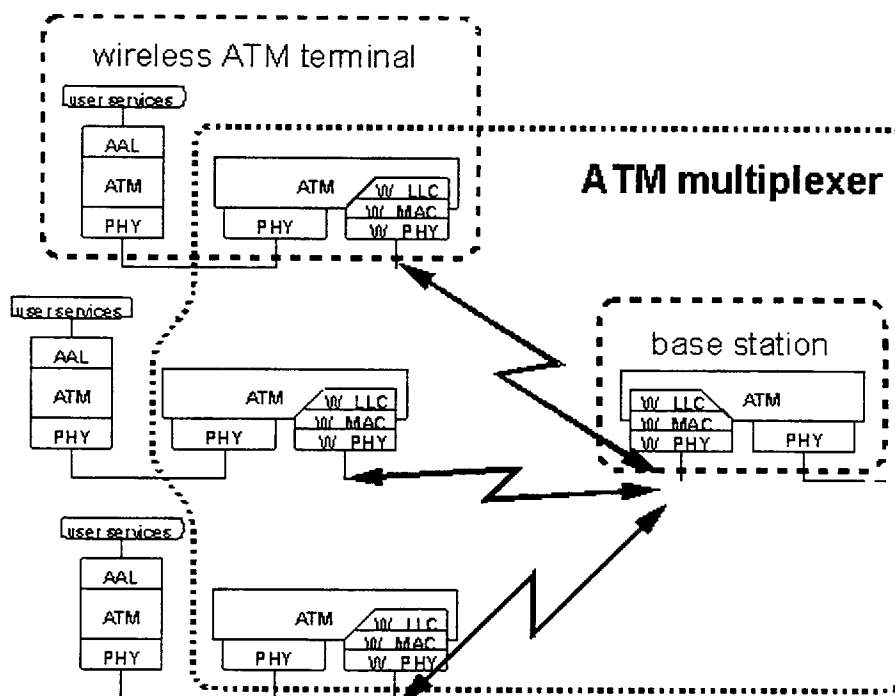 wireless ATM terminal
user services
AAL
ATM
PHY
ATM
W LLC
W MAC
W PHY
PHY
ATM multiplexer
user services
AAL
ATM
PHY
ATM
W LLC
W MAC
W PHY
PHY
base station
W LLC
W MAC
W PHY
ATM
PHY
user services
AAL
ATM
PHY
ATM
W LLC
W MAC
W PHY
PHY